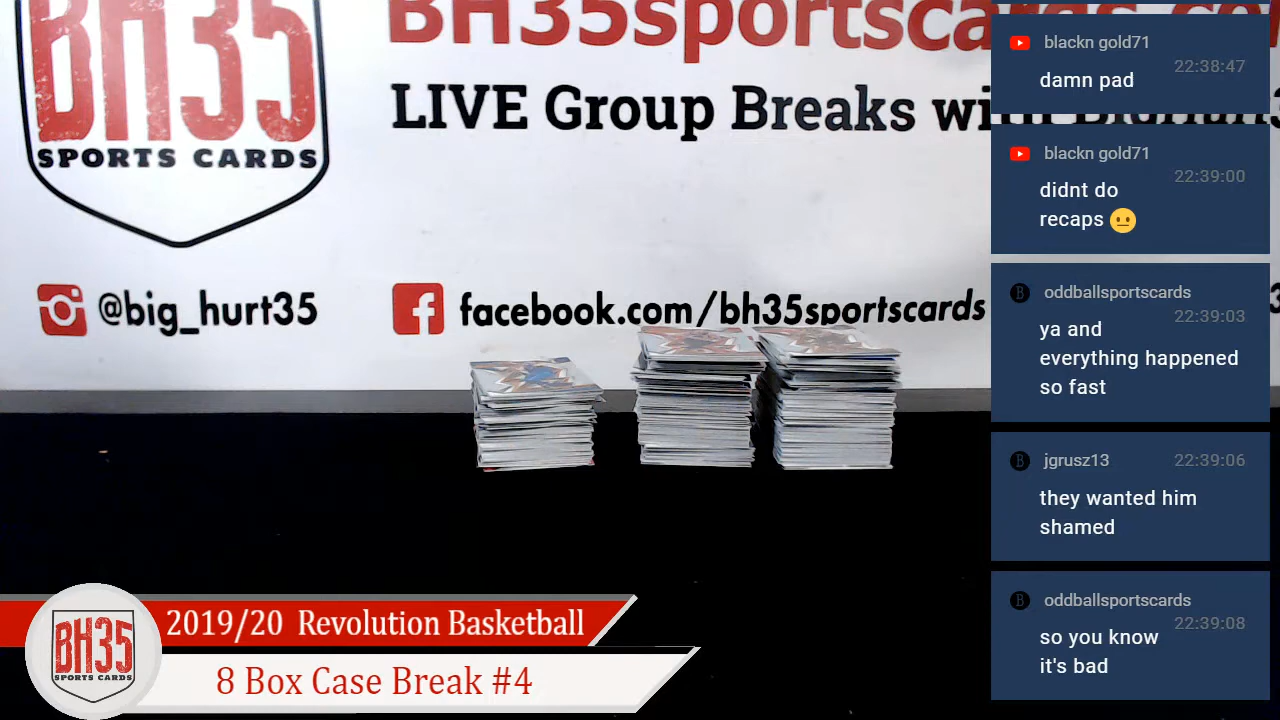 BH35
SPORTS CARDS
BH35sportscards.co
LIVE Group Breaks with
@big_hurt35
facebook.com/bh35sportscards
blackn gold71
22:38:47
damn pad
blackn gold71
22:39:00
didnt do
recaps 😐
oddballsportscards
22:39:03
ya and
everything happened
so fast
jgrusz13
22:39:06
they wanted him
shamed
oddballsportscards
22:39:08
so you know
it's bad
BH35
SPORTS CARDS
2019/20 Revolution Basketball
8 Box Case Break #4